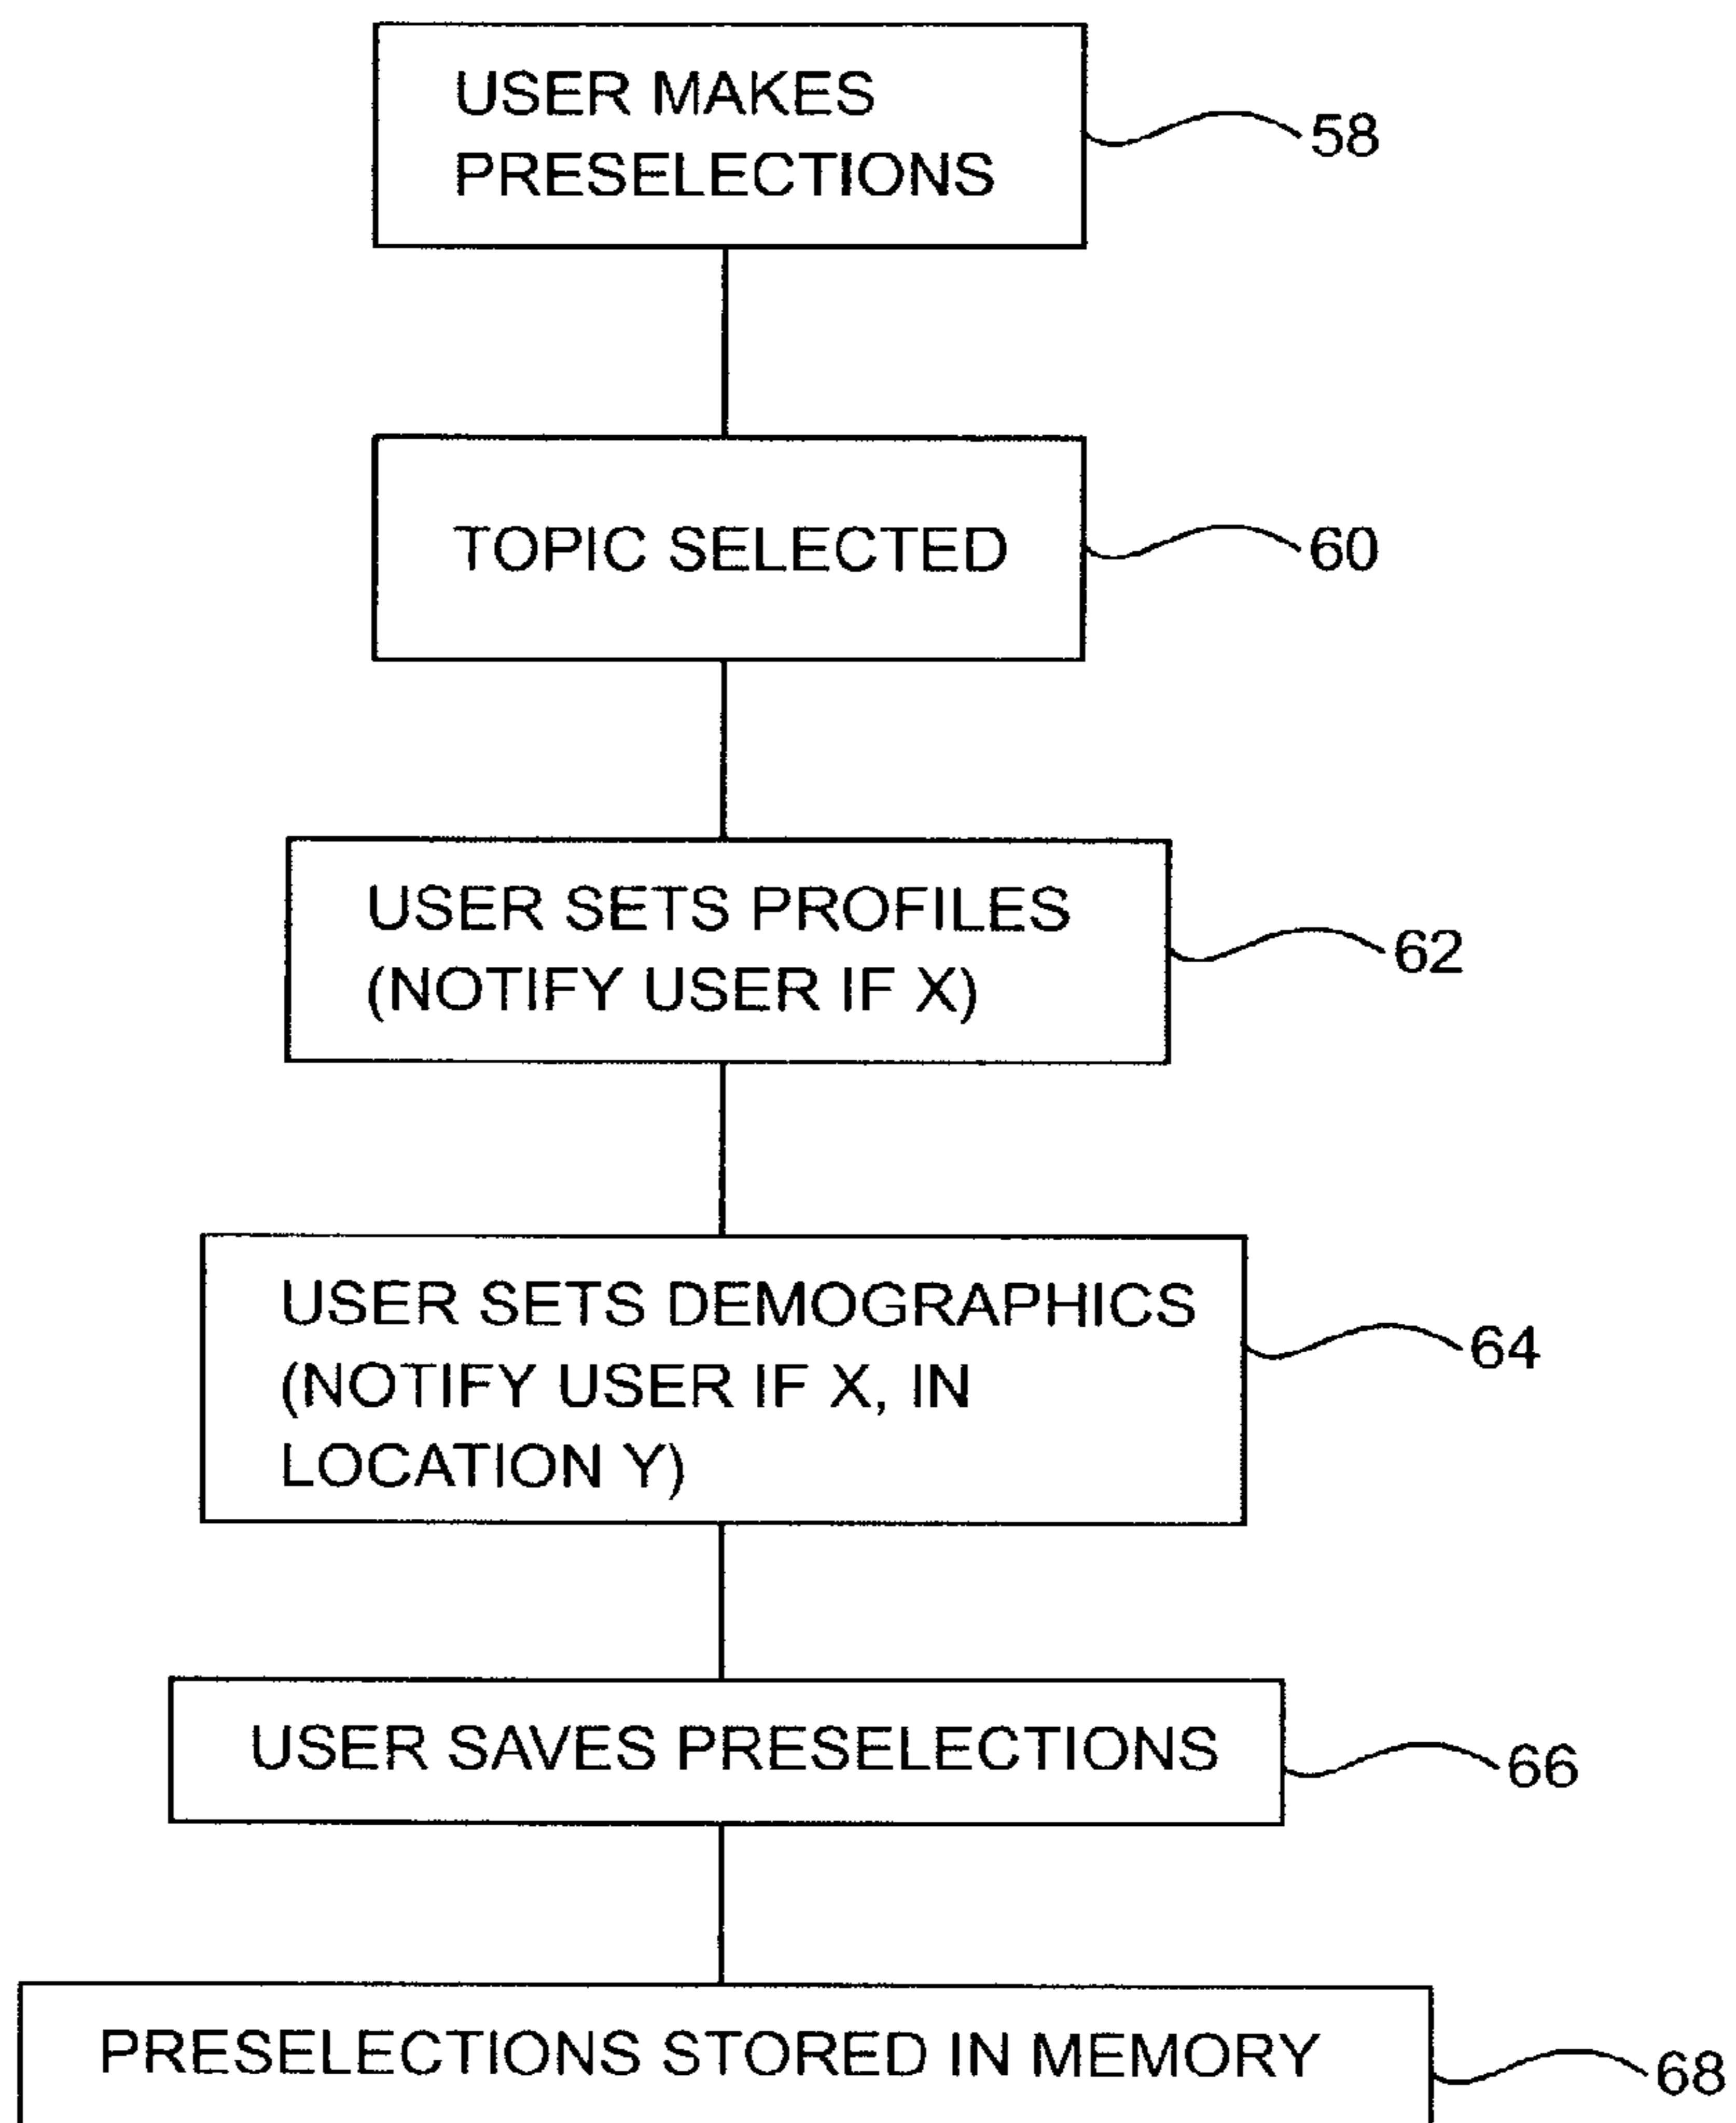 USER MAKES
PRESELECTIONS
58
TOPIC SELECTED
60
USER SETS PROFILES
(NOTIFY USER IF X)
62
USER SETS DEMOGRAPHICS
(NOTIFY USER IF X, IN
LOCATION Y)
64
USER SAVES PRESELECTIONS
66
PRESELECTIONS STORED IN MEMORY
68